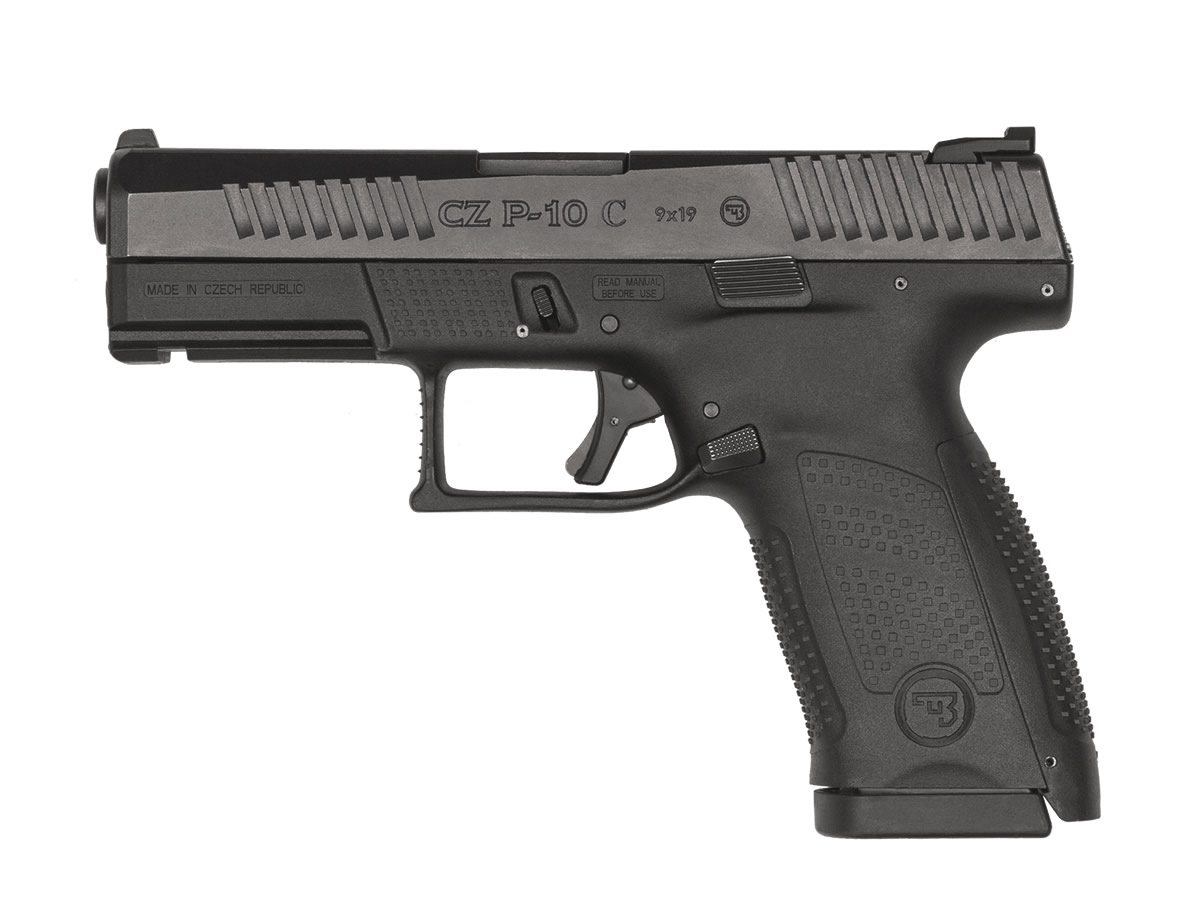 CZ P-10 C 9x19
MADE IN CZECH REPUBLIC
READ MANUAL
BEFORE USE